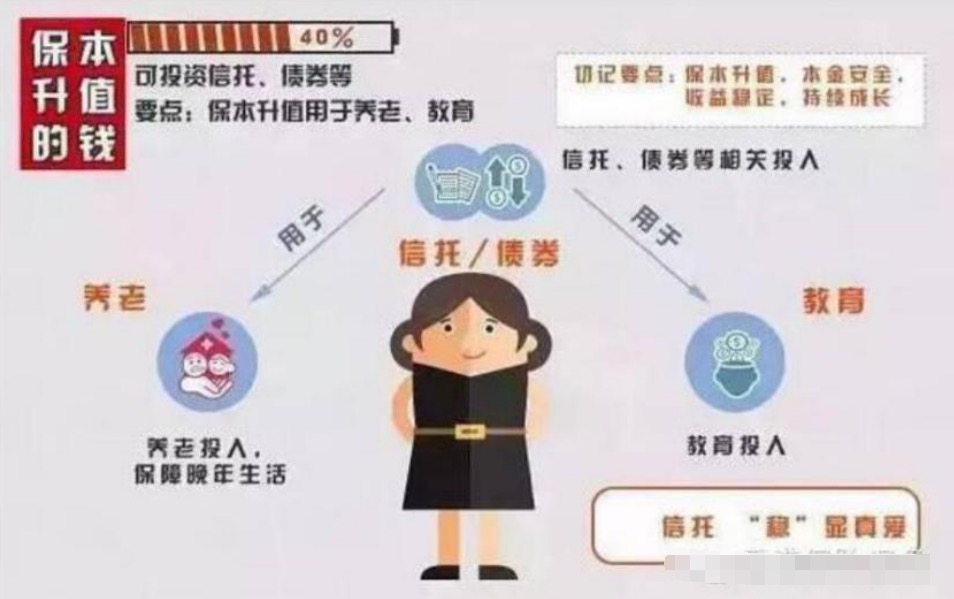 保本
升值
的钱
40%
可投资信托、债券等
要点：保本升值用于养老、教育
切记要点：保本升值，本金安全，
收益稳定，持续成长
信托、债券等相关投入
用于
用于
信托/债券
养老
教育
养老投入，
保障晚年生活
教育投入
信托 “稳”显真爱